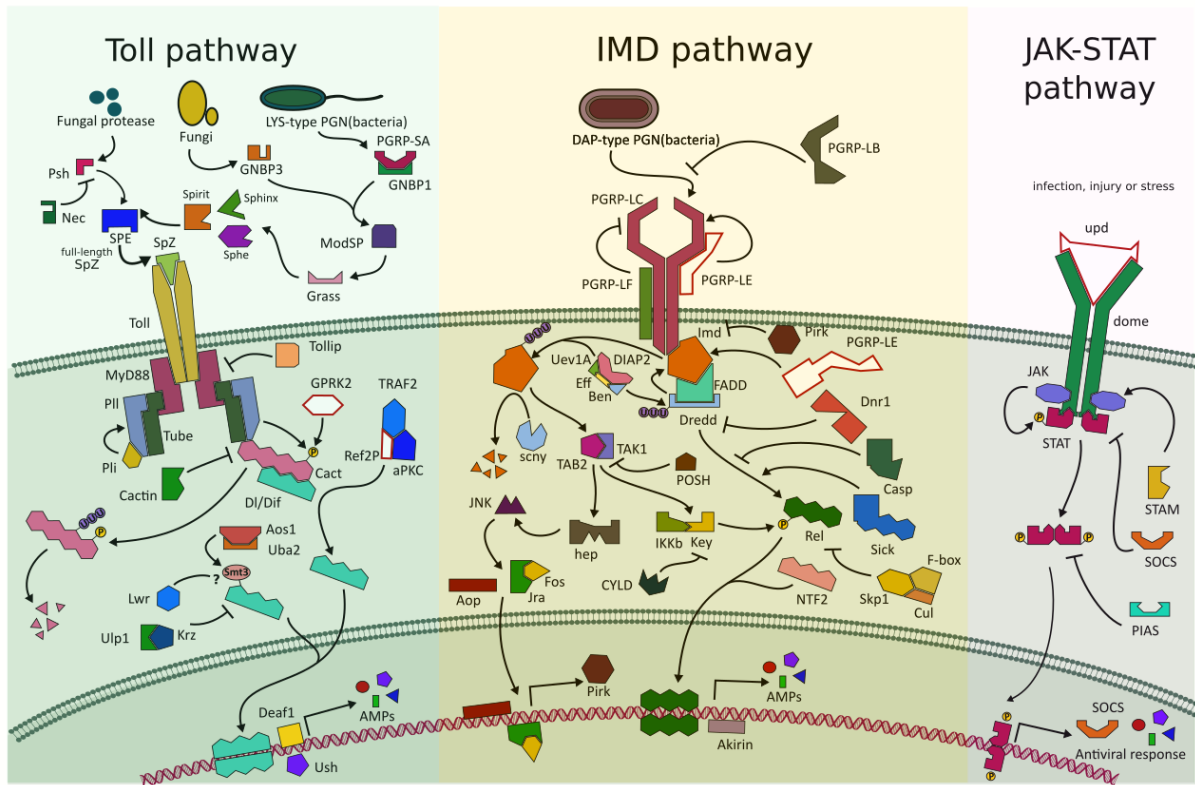 Toll pathway
IMD pathway
JAK-STAT
pathway
Fungal protease
Fungi
LYS-type PGN(bacteria)
PGRP-SA
GNBP3
GNBP1
Psh
Nec
SPE
Spirit
Sphinx
Sphe
ModSP
Grass
full-length
SpZ
SpZ
Toll
Tollip
MyD88
GPRK2
TRAF2
Pll
Tube
Pli
P
Ref2P
aPKC
Cactin
Cact
Dl/Dif
U U U
P
Aos1
Uba2
?
Smt3
Lwr
Ulp1
Krz
Deaf1
AMPs
Ush
DAP-type PGN(bacteria)
PGRP-LB
PGRP-LC
PGRP-LF
PGRP-LE
U U U
Imd
Pirk
PGRP-LE
Uev1A
DIAP2
Eff
Ben
FADD
U U U
Dredd
Dnr1
scny
TAB2
TAK1
POSH
Casp
JNK
hep
IKKb
Key
P
Rel
Sick
F-box
Aop
Fos
Jra
CYLD
NTF2
Skp1
Cul
Pirk
AMPs
Akirin
infection, injury or stress
upd
dome
JAK
P
STAT
STAM
P
P
SOCS
PIAS
P
P
SOCS
Antiviral response